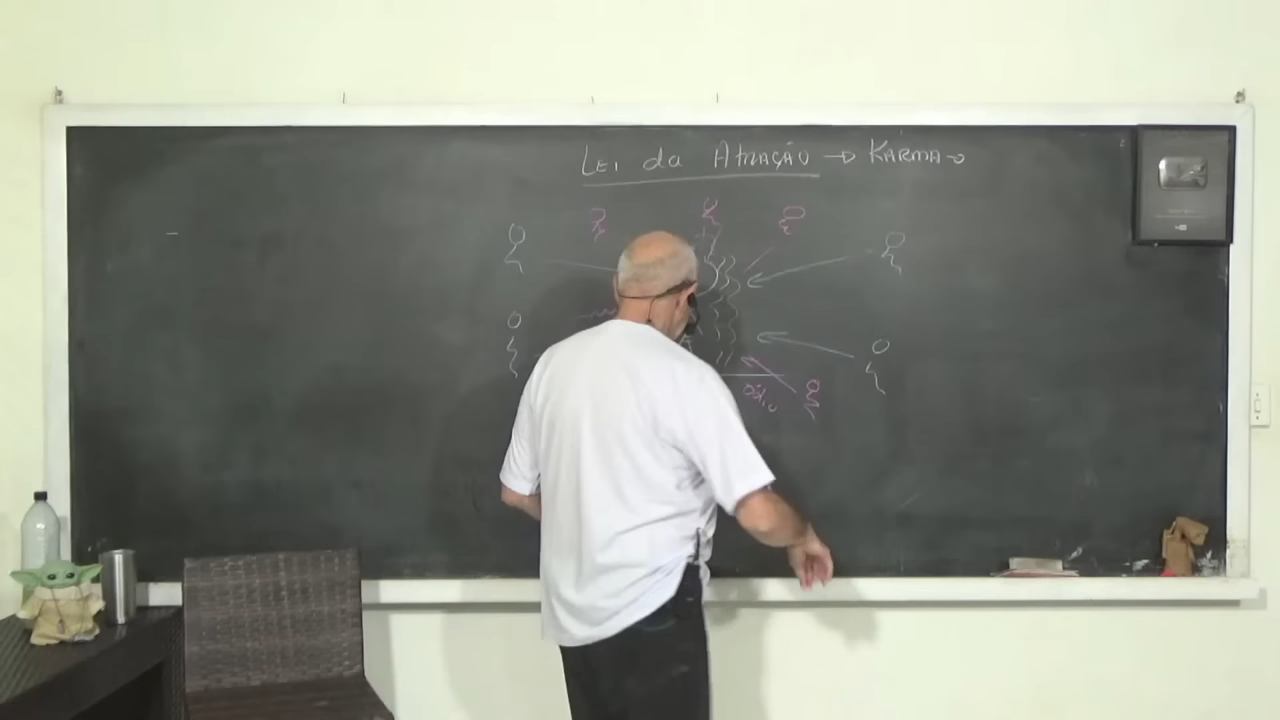 Lei da Atração → Karma →
Ódio